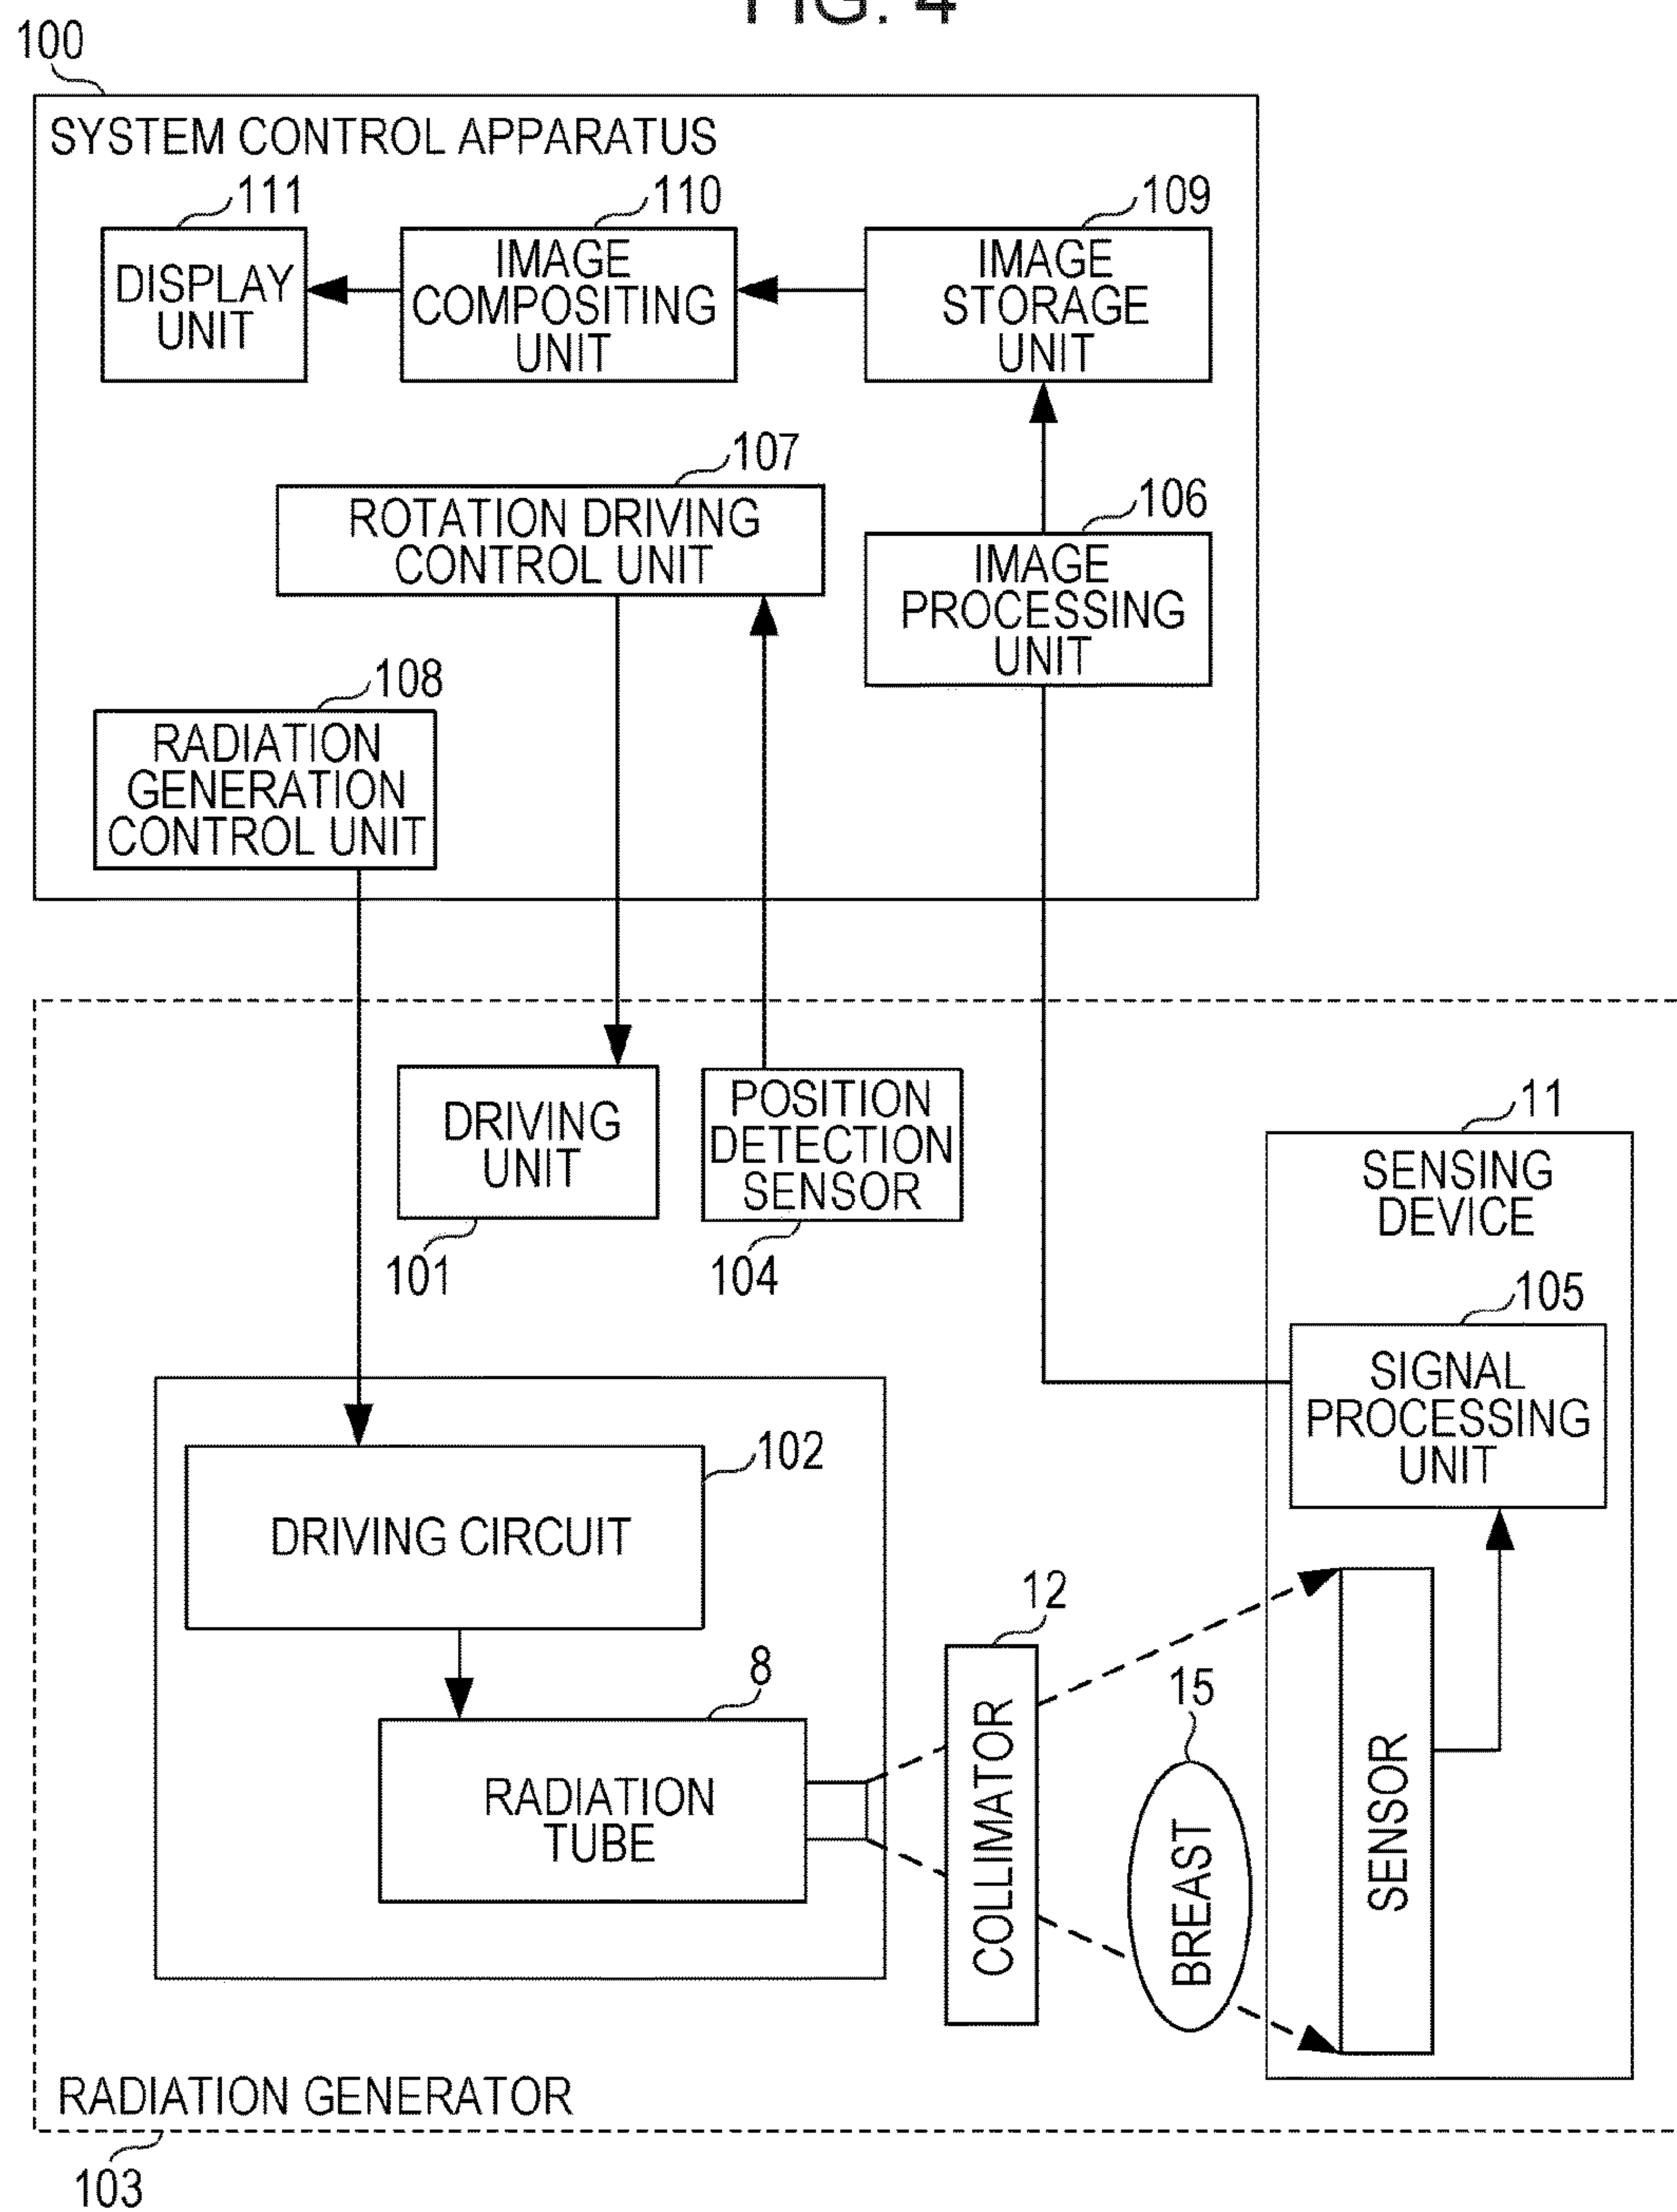 FIG. 4
100
SYSTEM CONTROL APPARATUS
111
DISPLAY
UNIT
110
IMAGE
COMPOSITING
UNIT
109
IMAGE
STORAGE
UNIT
107
ROTATION DRIVING
CONTROL UNIT
106
IMAGE
PROCESSING
UNIT
108
RADIATION
GENERATION
CONTROL UNIT
DRIVING
UNIT
101
POSITION
DETECTION
SENSOR
104
11
SENSING
DEVICE
105
SIGNAL
PROCESSING
UNIT
102
DRIVING CIRCUIT
8
RADIATION
TUBE
12
COLLIMATOR
15
BREAST
SENSOR
RADIATION GENERATOR
103